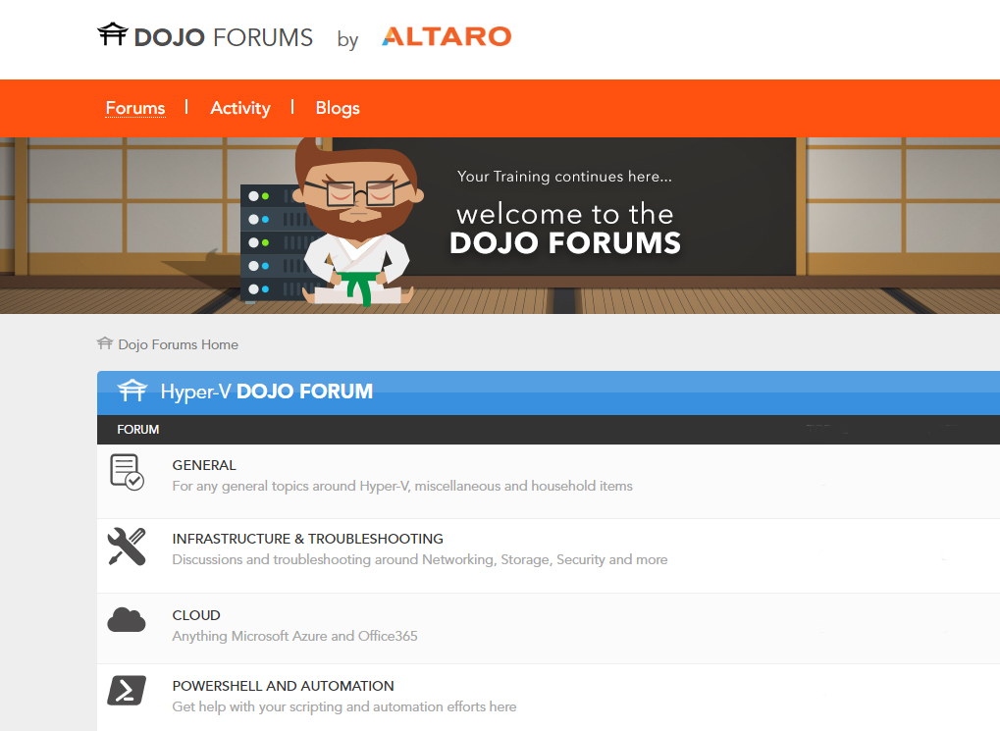 DOJO FORUMS by ALTARO
Forums | Activity | Blogs
Your Training continues here...
welcome to the
DOJO FORUMS
Dojo Forums Home
Hyper-V DOJO FORUM
FORUM
GENERAL
For any general topics around Hyper-V, miscellaneous and household items
INFRASTRUCTURE & TROUBLESHOOTING
Discussions and troubleshooting around Networking, Storage, Security and more
CLOUD
Anything Microsoft Azure and Office365
POWERSHELL AND AUTOMATION
Get help with your scripting and automation efforts here